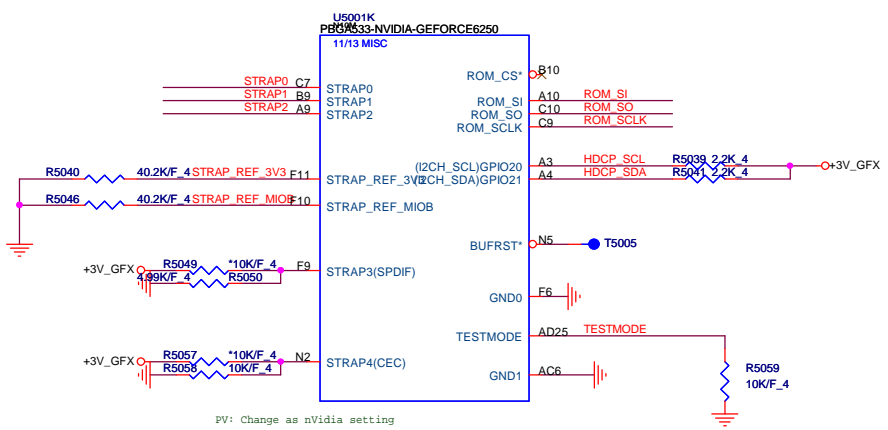 U5001K
N10M
PBGA533-NVIDIA-GEFORCE6250
11/13 MISC
STRAP0 C7 STRAP0
STRAP1 B9 STRAP1
STRAP2 A9 STRAP2
ROM_CS* B10
ROM_SI A10 ROM_SI
ROM_SO C10 ROM_SO
ROM_SCLK C9 ROM_SCLK
(I2CH_SCL)GPIO20 A3 HDCP_SCL R5039 2.2K_4
(I2CH_SDA)GPIO21 A4 HDCP_SDA R5041 2.2K_4
+3V_GFX
R5040 40.2K/F_4 STRAP_REF_3V3 F11 STRAP_REF_3V3
R5046 40.2K/F_4 STRAP_REF_MIOB F10 STRAP_REF_MIOB
BUFRST* N5 T5005
+3V_GFX R5049 *10K/F_4 F9 STRAP3(SPDIF)
4.99K/F_4 R5050
GND0 F6
TESTMODE AD25 TESTMODE
+3V_GFX R5057 *10K/F_4 N2 STRAP4(CEC)
R5058 10K/F_4
GND1 AC6
R5059
10K/F_4
PV: Change as nVidia setting